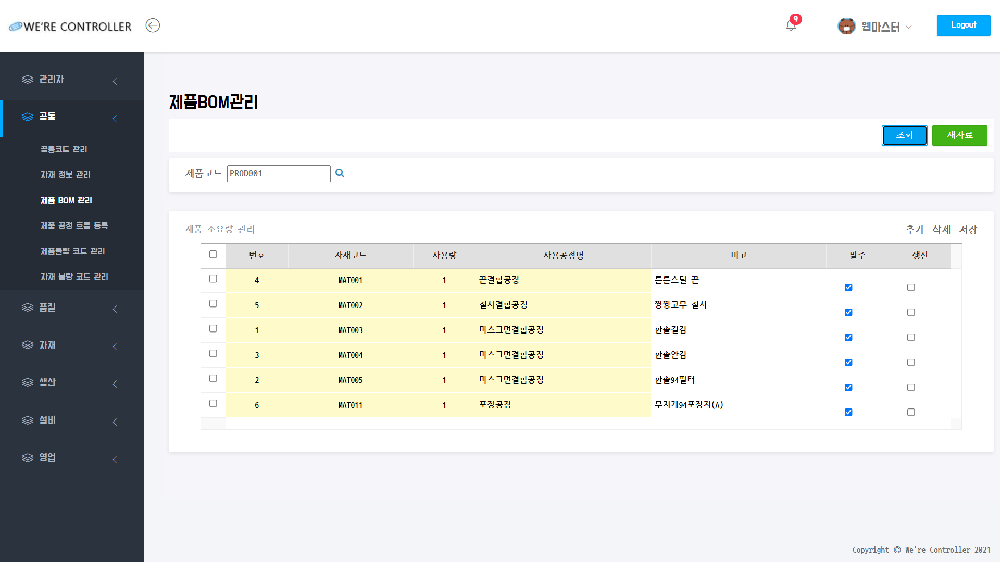 WE'RE CONTROLLER
9
웹마스터
Logout
관리자
공통
공통코드 관리
자재 정보 관리
제품 BOM 관리
제품 공정 흐름 등록
제품불량 코드 관리
자재 불량 코드 관리
품질
자재
생산
설비
영업
제품BOM관리
조회 새자료
제품코드 PROD001
제품 소요량 관리 추가 삭제 저장
번호 자재코드 사용량 사용공정명 비고 발주 생산
4 MAT001 1 끈결합공정 튼튼스틸-끈
5 MAT002 1 철사결합공정 짱짱고무-철사
1 MAT003 1 마스크면결합공정 한솔겉감
3 MAT004 1 마스크면결합공정 한솔안감
2 MAT005 1 마스크면결합공정 한솔94필터
6 MAT011 1 포장공정 무지개94포장지(A)
Copyright © We're Controller 2021